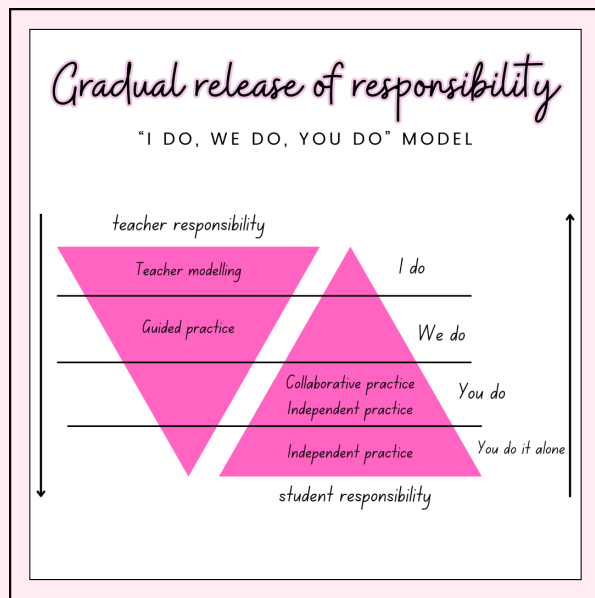 Gradual release of responsibility
"I DO, WE DO, YOU DO" MODEL
teacher responsibility
Teacher modelling
I do
Guided practice
We do
Collaborative practice
Independent practice
You do
Independent practice
You do it alone
student responsibility